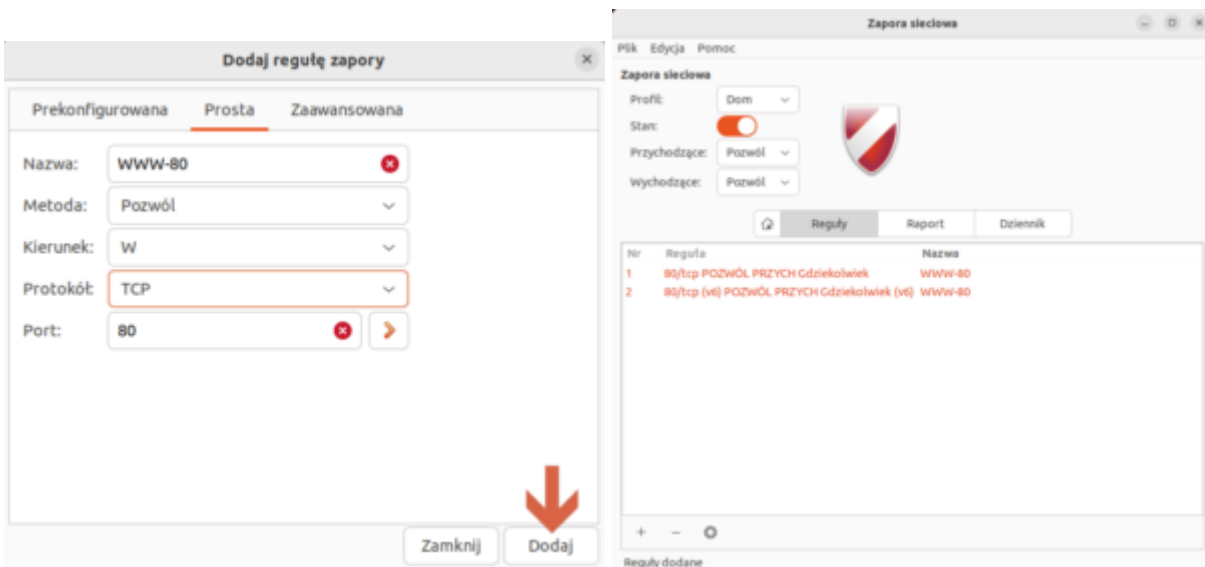 Dodaj regułę zapory
Prekonfigurowana Prosta Zaawansowana
Nazwa: WWW-80
Metoda: Pozwól
Kierunek: W
Protokół: TCP
Port: 80
Zamknij Dodaj
Zapora sieciowa
Plik Edycja Pomoc
Zapora sieciowa
Profil: Dom
Stan:
Przychodzące: Pozwól
Wychodzące: Pozwól
Reguły Raport Dziennik
Nr Reguła Nazwa
1 80/tcp POZWÓL PRZYCH Gdziekolwiek WWW-80
2 80/tcp (v6) POZWÓL PRZYCH Gdziekolwiek (v6) WWW-80
Reguły dodane